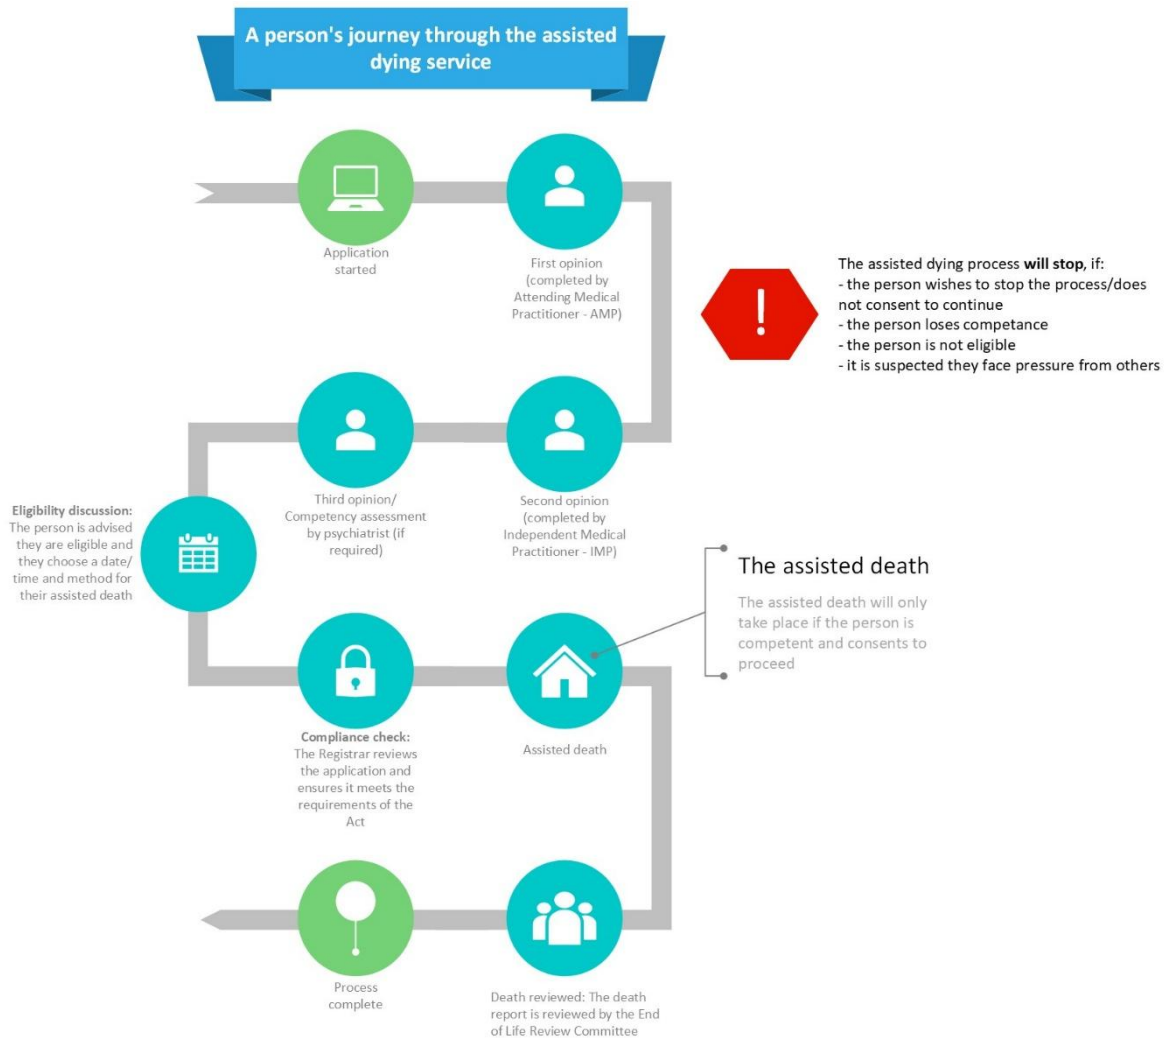 A person's journey through the assisted
dying service
Application
started
First opinion
(completed by
Attending Medical
Practitioner - AMP)
!
The assisted dying process will stop, if:
- the person wishes to stop the process/does
not consent to continue
- the person loses competance
- the person is not eligible
- it is suspected they face pressure from others
Second opinion
(completed by
Independent Medical
Practitioner - IMP)
Third opinion/
Competency assessment
by psychiatrist (if
required)
Eligibility discussion:
The person is advised
they are eligible and
they choose a date/
time and method for
their assisted death
Compliance check:
The Registrar reviews
the application and
ensures it meets the
requirements of the
Act
Assisted death
The assisted death
The assisted death will only
take place if the person is
competent and consents to
proceed
Death reviewed: The death
report is reviewed by the End
of Life Review Committee
Process
complete